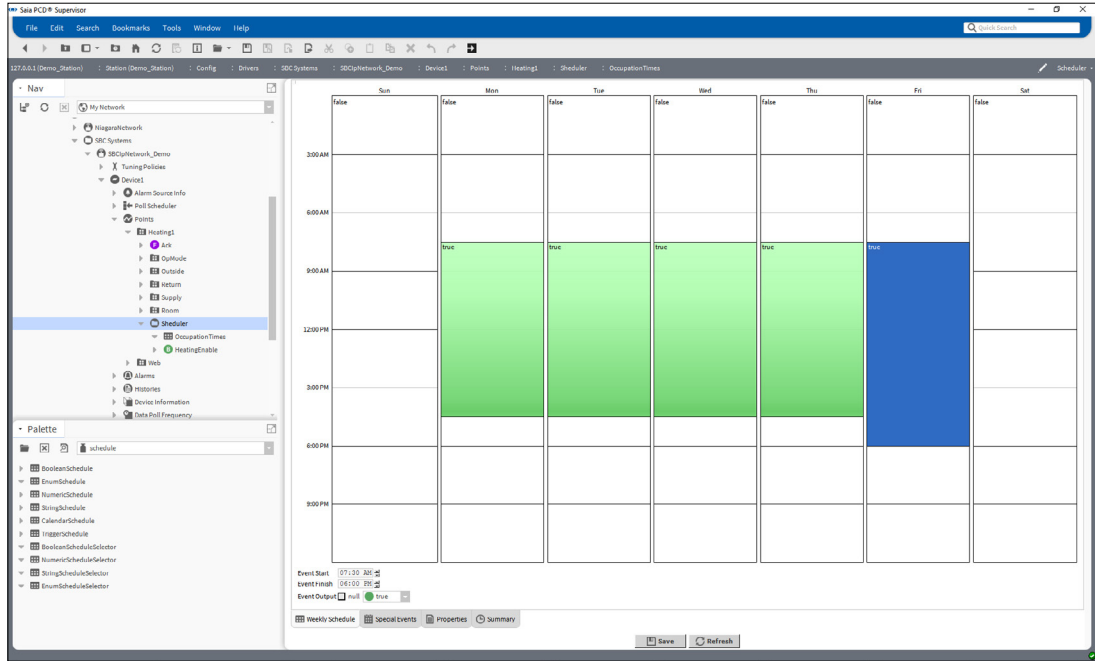 Saia PCD® Supervisor
File Edit Search Bookmarks Tools Window Help
Quick Search
127.0.0.1 (Demo_Station) : Station (Demo_Station) : Config : Drivers : SBC Systems : SBCIpNetwork_Demo : Device1 : Points : Heating1 : Sheduler : OccupationTimes
Scheduler
Nav
My Network
NiagaraNetwork
SBC Systems
SBCIpNetwork_Demo
Tuning Policies
Device1
Alarm Source Info
Poll Scheduler
Points
Heating1
Ark
OpMode
Outside
Return
Supply
Room
Sheduler
OccupationTimes
HeatingEnable
Web
Alarms
Histories
Device Information
Data Poll Frequency
Palette
schedule
BooleanSchedule
EnumSchedule
NumericSchedule
StringSchedule
CalendarSchedule
TriggerSchedule
BooleanScheduleSelector
NumericScheduleSelector
StringScheduleSelector
EnumScheduleSelector
Sun Mon Tue Wed Thu Fri Sat
false false false false false false false
3:00 AM
6:00 AM
true true true true true
9:00 AM
12:00 PM
3:00 PM
6:00 PM
9:00 PM
Event Start 07:30 AM
Event Finish 06:00 PM
Event Output null true
Weekly Schedule Special Events Properties Summary
Save Refresh